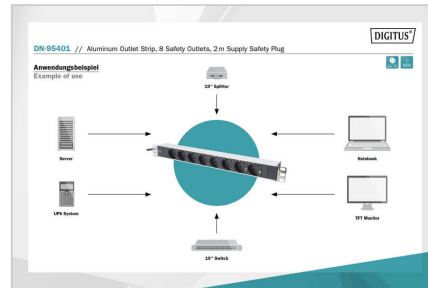 DIGITUS®
DN-95401 // Aluminum Outlet Strip, 8 Safety Outlets, 2m Supply Safety Plug
Anwendungsbeispiel
Example of use
19" Splitter
Server
Notebook
UPS System
TFT Monitor
19" Switch